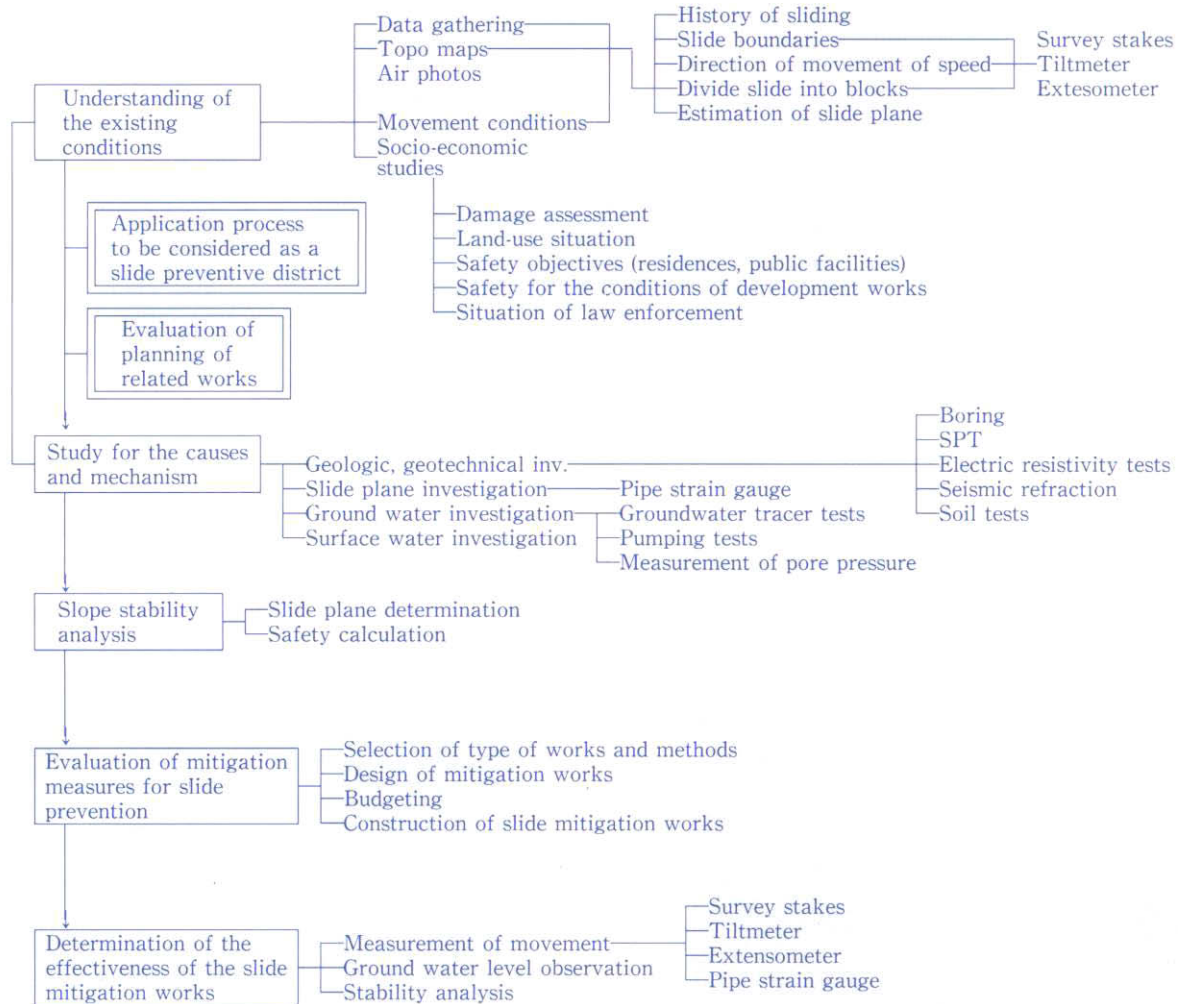 Understanding of
the existing
conditions
Data gathering
Topo maps
Air photos
Movement conditions
Socio-economic
studies
History of sliding
Slide boundaries
Direction of movement of speed
Divide slide into blocks
Estimation of slide plane
Survey stakes
Tiltmeter
Extesometer
Damage assessment
Land-use situation
Safety objectives (residences, public facilities)
Safety for the conditions of development works
Situation of law enforcement
Application process
to be considered as a
slide preventive district
Evaluation of
planning of
related works
Study for the causes
and mechanism
Geologic, geotechnical inv.
Slide plane investigation
Ground water investigation
Surface water investigation
Pipe strain gauge
Groundwater tracer tests
Pumping tests
Measurement of pore pressure
Boring
SPT
Electric resistivity tests
Seismic refraction
Soil tests
Slope stability
analysis
Slide plane determination
Safety calculation
Evaluation of mitigation
measures for slide
prevention
Selection of type of works and methods
Design of mitigation works
Budgeting
Construction of slide mitigation works
Determination of the
effectiveness of the slide
mitigation works
Measurement of movement
Ground water level observation
Stability analysis
Survey stakes
Tiltmeter
Extensometer
Pipe strain gauge